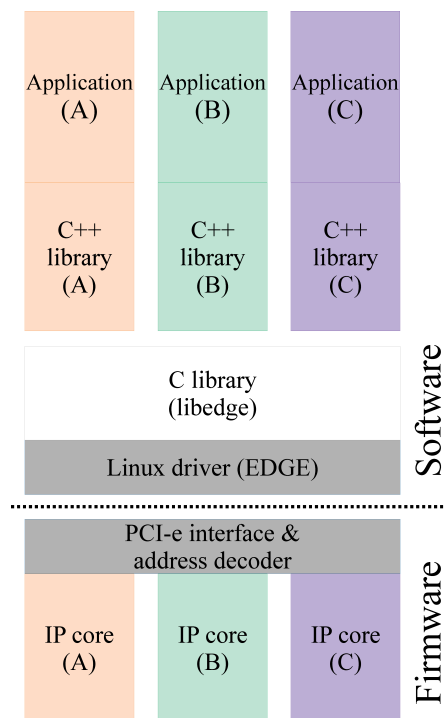 Application
(A)
Application
(B)
Application
(C)
C++
library
(A)
C++
library
(B)
C++
library
(C)
C library
(libedge)
Linux driver (EDGE)
Software
PCI-e interface &
address decoder
IP core
(A)
IP core
(B)
IP core
(C)
Firmware